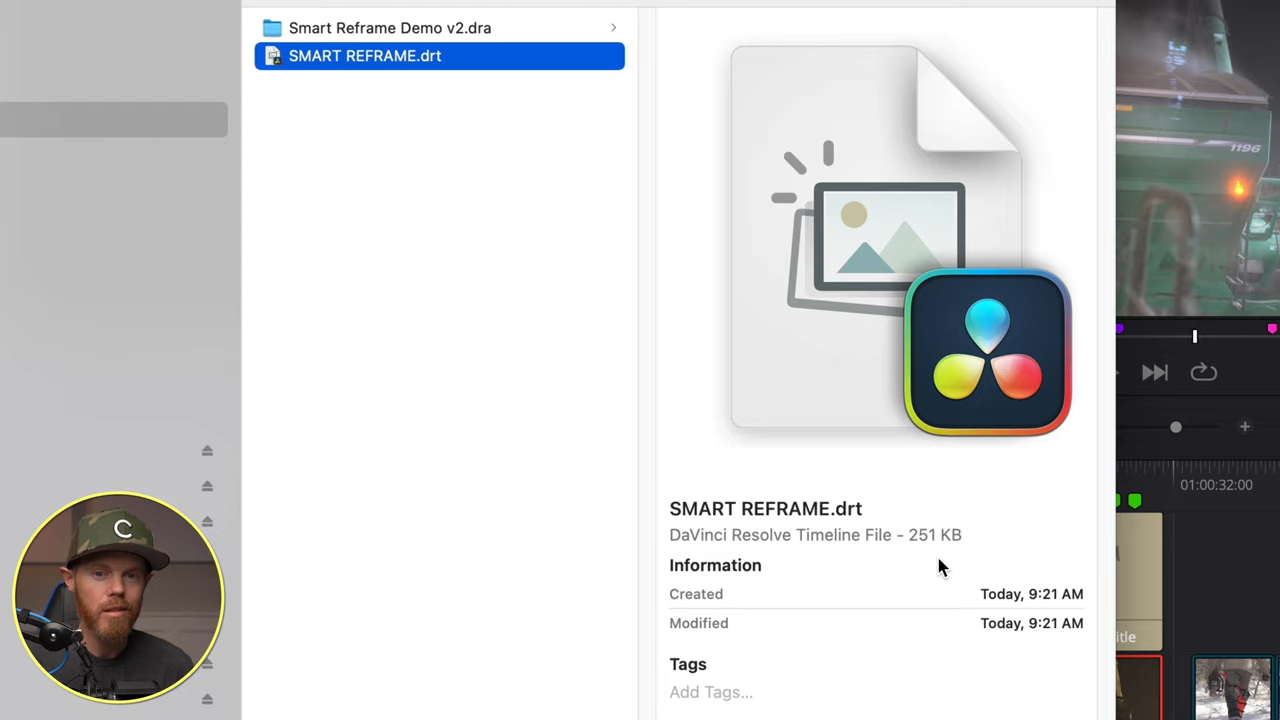 Smart Reframe Demo v2.dra
SMART REFRAME.drt
1196
SMART REFRAME.drt
DaVinci Resolve Timeline File - 251 KB
Information
Created
Today, 9:21 AM
Modified
Today, 9:21 AM
Tags
Add Tags...
01:00:32:00
itle
C